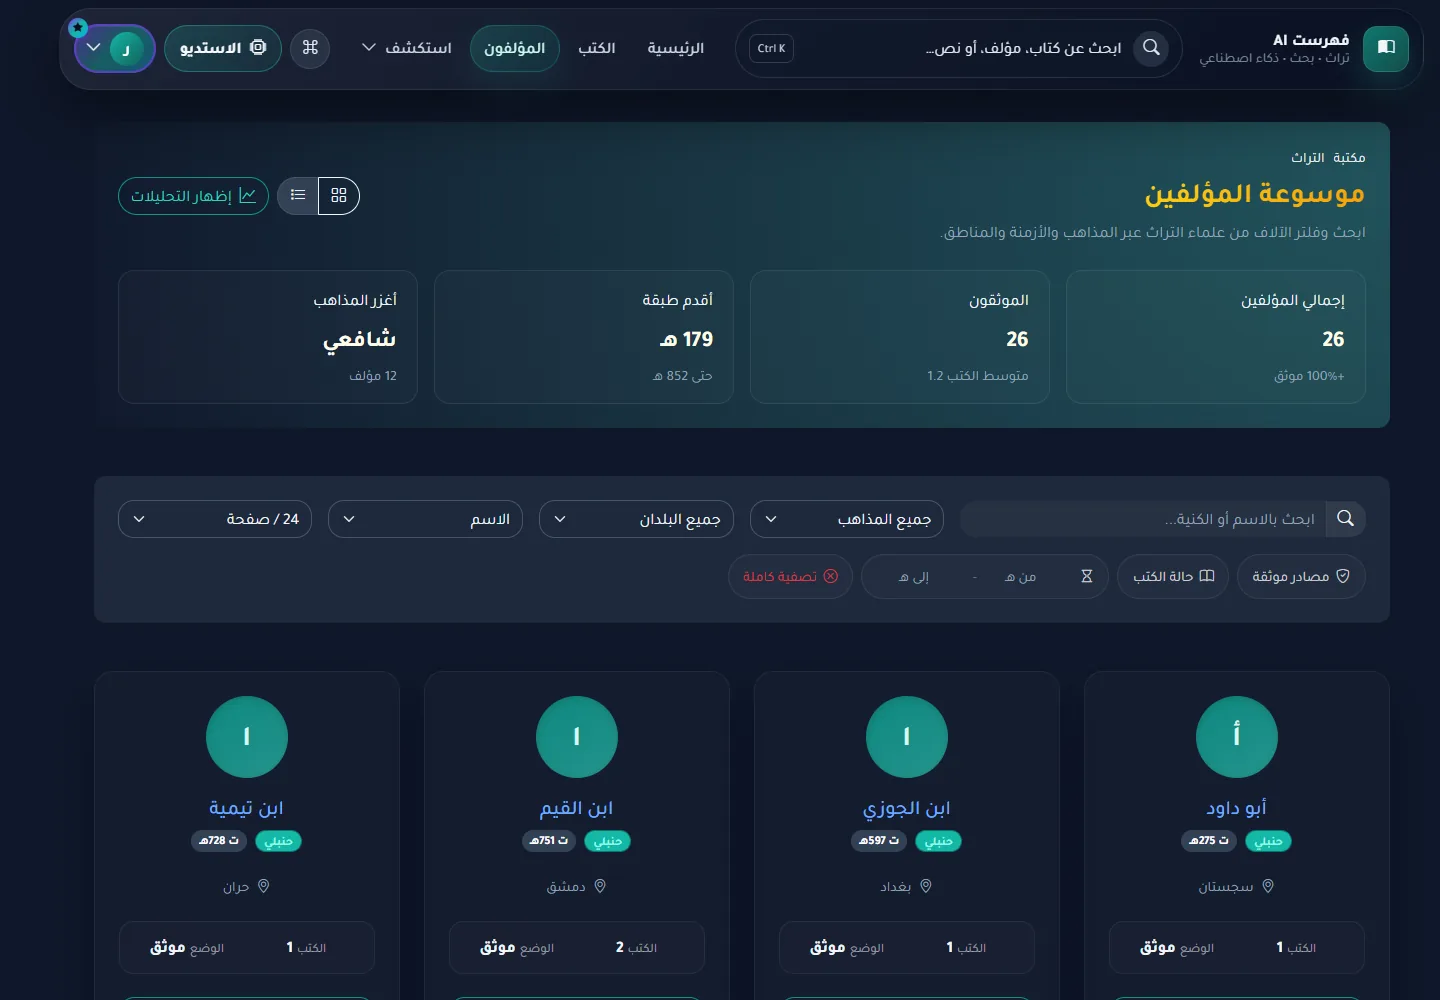 فهرست AI
تراث • بحث • ذكاء اصطناعي
ابحث عن كتاب، مؤلف، أو نص...
Ctrl K
الرئيسية
الكتب
المؤلفون
استكشف
⌘
الاستديو
ر
مكتبة التراث
موسوعة المؤلفين
ابحث وفلتر الآلاف من علماء التراث عبر المذاهب والأزمنة والمناطق.
إظهار التحليلات
إجمالي المؤلفين
26
+100% موثق
الموثقون
26
متوسط الكتب 1.2
أقدم طبقة
179 هـ
حتى 852 هـ
أغزر المذاهب
شافعي
12 مؤلف
ابحث بالاسم أو الكنية...
جميع المذاهب
جميع البلدان
الاسم
24 / صفحة
مصادر موثقة
حالة الكتب
من هـ - إلى هـ
تصفية كاملة
أ
أبو داود
حنبلي ت 275هـ
سجستان
الكتب 1 الوضع موثق
ا
ابن الجوزي
حنبلي ت 597هـ
بغداد
الكتب 1 الوضع موثق
ا
ابن القيم
حنبلي ت 751هـ
دمشق
الكتب 2 الوضع موثق
ا
ابن تيمية
حنبلي ت 728هـ
حران
الكتب 1 الوضع موثق